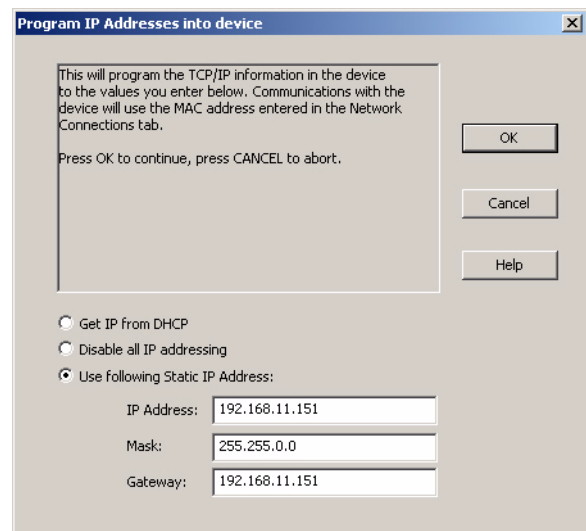 Program IP Addresses into device
This will program the TCP/IP information in the device
to the values you enter below. Communications with the
device will use the MAC address entered in the Network
Connections tab.
Press OK to continue, press CANCEL to abort.
OK
Cancel
Help
Get IP from DHCP
Disable all IP addressing
Use following Static IP Address:
IP Address: 192.168.11.151
Mask: 255.255.0.0
Gateway: 192.168.11.151